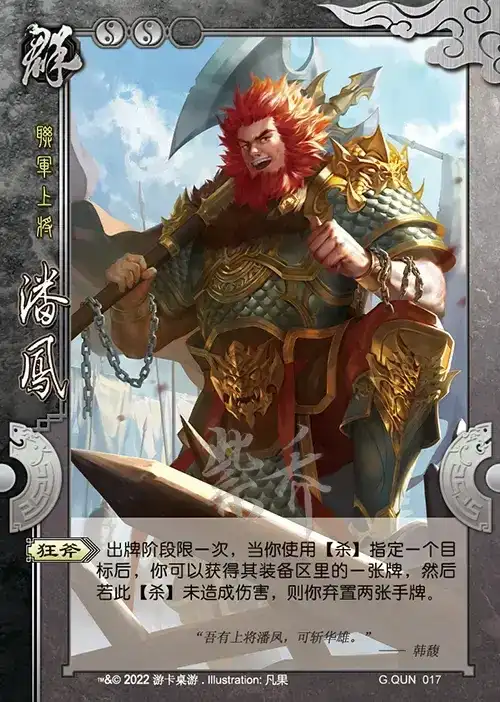 群
聯軍上将
潘鳳
狂斧
出牌阶段限一次，当你使用【杀】指定一个目
标后，你可以获得其装备区里的一张牌，然后
若此【杀】未造成伤害，则你弃置两张手牌。
“吾有上将潘凤，可斩华雄。”
—— 韩馥
™&© 2022 游卡桌游 . Illustration: 凡果
G.QUN 017